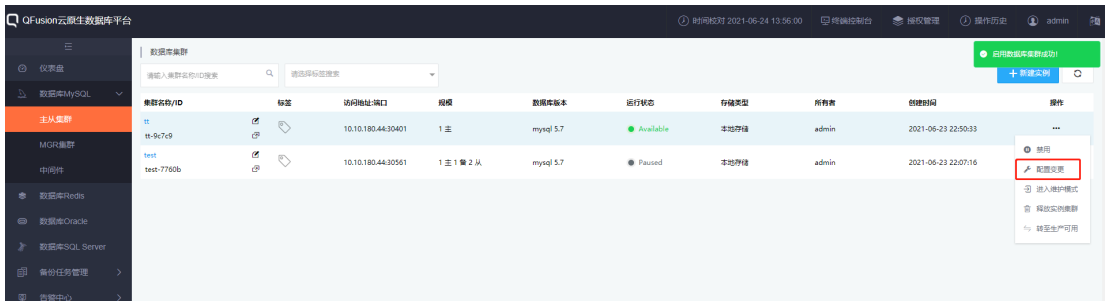 QFusion云原生数据库平台
时间校对 2021-06-24 13:56:00 终端控制台 授权管理 操作历史 admin
启用数据库集群成功!
仪表盘
数据库MySQL
主从集群
MGR集群
中间件
数据库Redis
数据库Oracle
数据库SQL Server
备份任务管理
告警中心
数据库集群
请输入集群名称/ID搜索 请选择标签搜索 新建实例
集群名称/ID 标签 访问地址:端口 规模 数据库版本 运行状态 存储类型 所有者 创建时间 操作
tt
tt-9c7c9 10.10.180.44:30401 1 主 mysql 5.7 Available 本地存储 admin 2021-06-23 22:50:33 ...
test
test-7760b 10.10.180.44:30561 1 主 1 备 2 从 mysql 5.7 Paused 本地存储 admin 2021-06-23 22:07:16
禁用
配置变更
进入维护模式
释放实例集群
转至生产可用